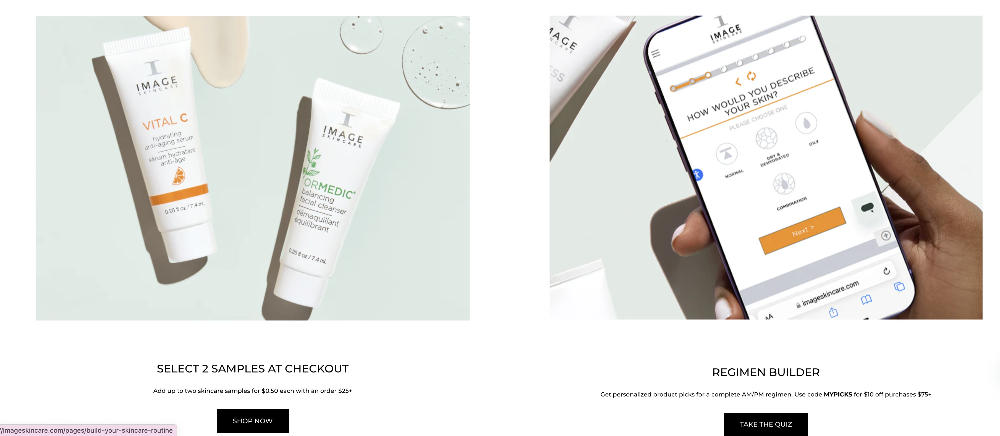 I
IMAGE
SKINCARE
VITAL C
hydrating
anti-aging serum
sérum hydratant
anti-âge
0.25 fl oz / 7.4 mL
I
IMAGE
SKINCARE
ORMEDIC®
balancing
facial cleanser
démaquillant
équilibrant
0.25 fl oz / 7.4 mL
SELECT 2 SAMPLES AT CHECKOUT
Add up to two skincare samples for $0.50 each with an order $25+
SHOP NOW
//imageskincare.com/pages/build-your-skincare-routine
IMAGE
SKINCARE
HOW WOULD YOU DESCRIBE
YOUR SKIN?
PLEASE CHOOSE ONE
NORMAL
DRY &
DEHYDRATED
OILY
COMBINATION
Next >
imageskincare.com
AA
REGIMEN BUILDER
Get personalized product picks for a complete AM/PM regimen. Use code MYPICKS for $10 off purchases $75+
TAKE THE QUIZ